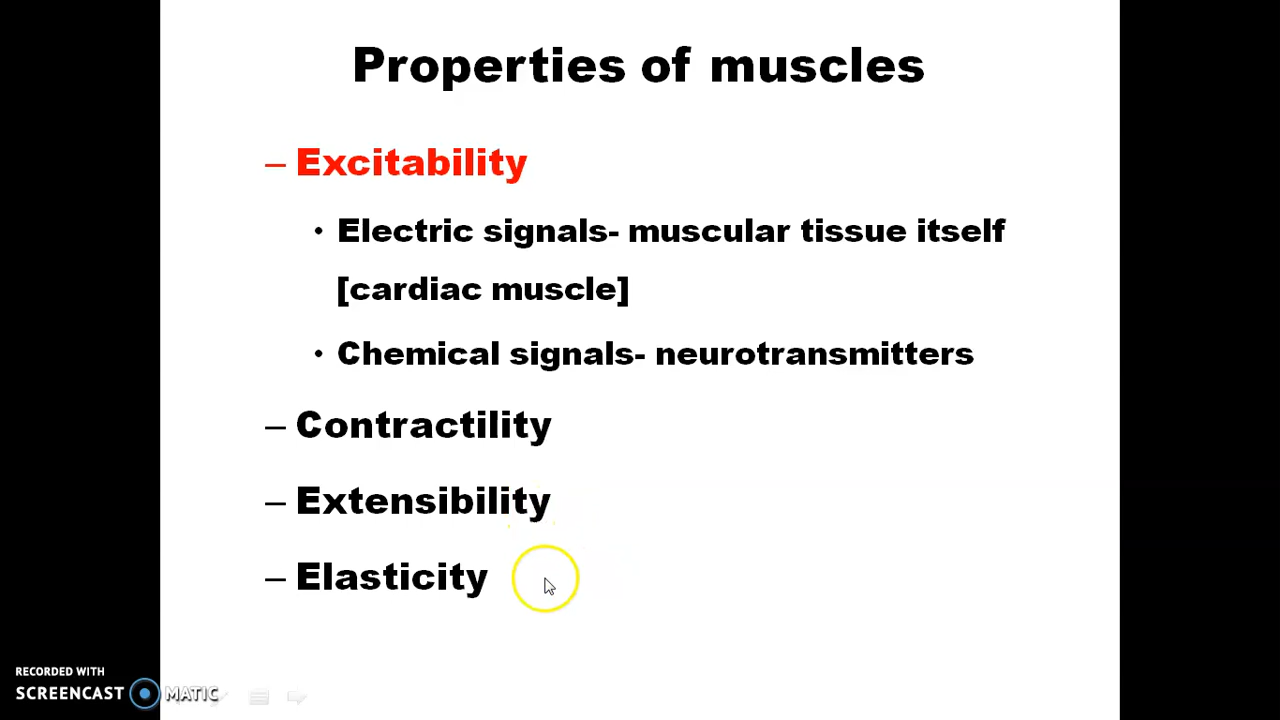 Properties of muscles
– Excitability
• Electric signals- muscular tissue itself
[cardiac muscle]
• Chemical signals- neurotransmitters
– Contractility
– Extensibility
– Elasticity
RECORDED WITH
SCREENCAST MATIC